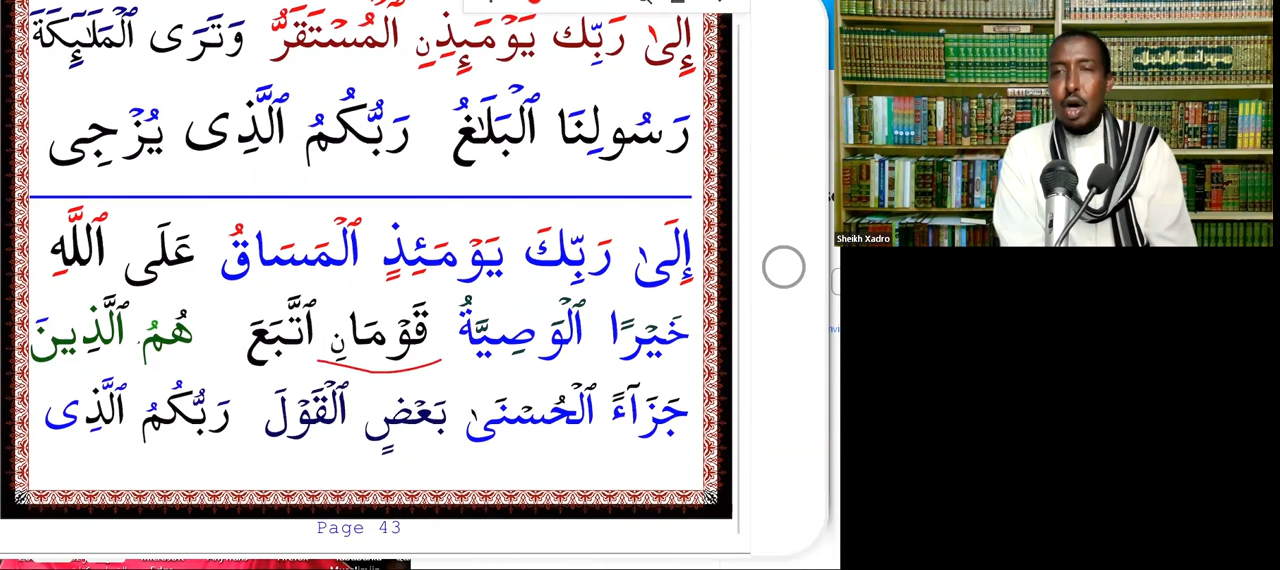 إِلَىٰ رَبِّكَ يَوْمَئِذِنِ ٱلْمُسْتَقَرُّ وَتَرَى ٱلْمَلَـٰٓئِكَةَ
رَسُولِنَا ٱلْبَلَـٰغُ رَبُّكُمُ ٱلَّذِى يُزْجِى
إِلَىٰ رَبِّكَ يَوْمَئِذٍ ٱلْمَسَاقُ عَلَى ٱللَّهِ
خَيْرًا ٱلْوَصِيَّةُ قَوْمَانِ ٱتَّبَعَ هُمُ ٱلَّذِينَ
جَزَآءً ٱلْحُسْنَىٰ بَعْضٍ ٱلْقَوْلَ رَبُّكُمُ ٱلَّذِى
Page 43
Sheikh Xadro